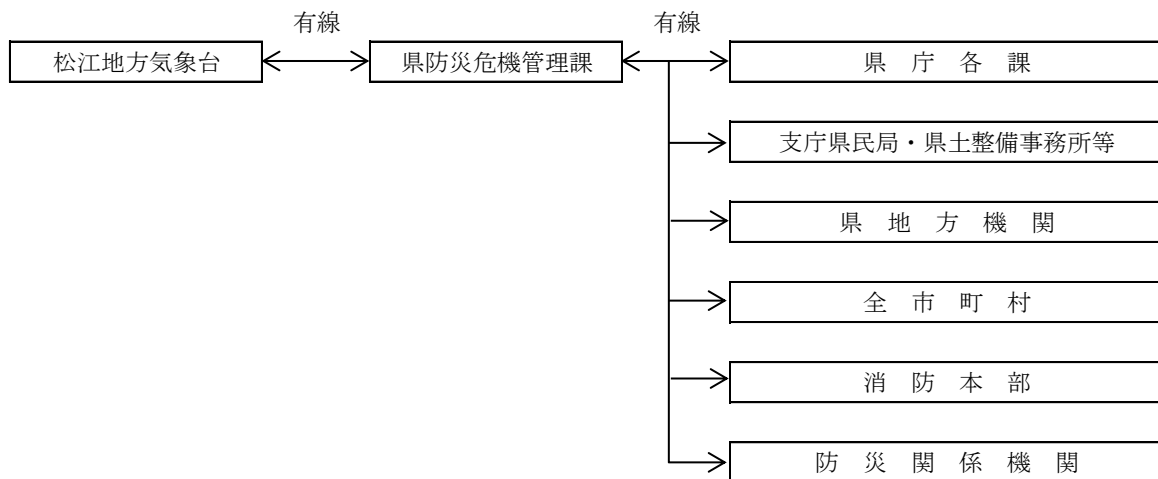 有線
有線
松江地方気象台
県防災危機管理課
県庁各課
支庁県民局・県土整備事務所等
県地方機関
全市町村
消防本部
防災関係機関